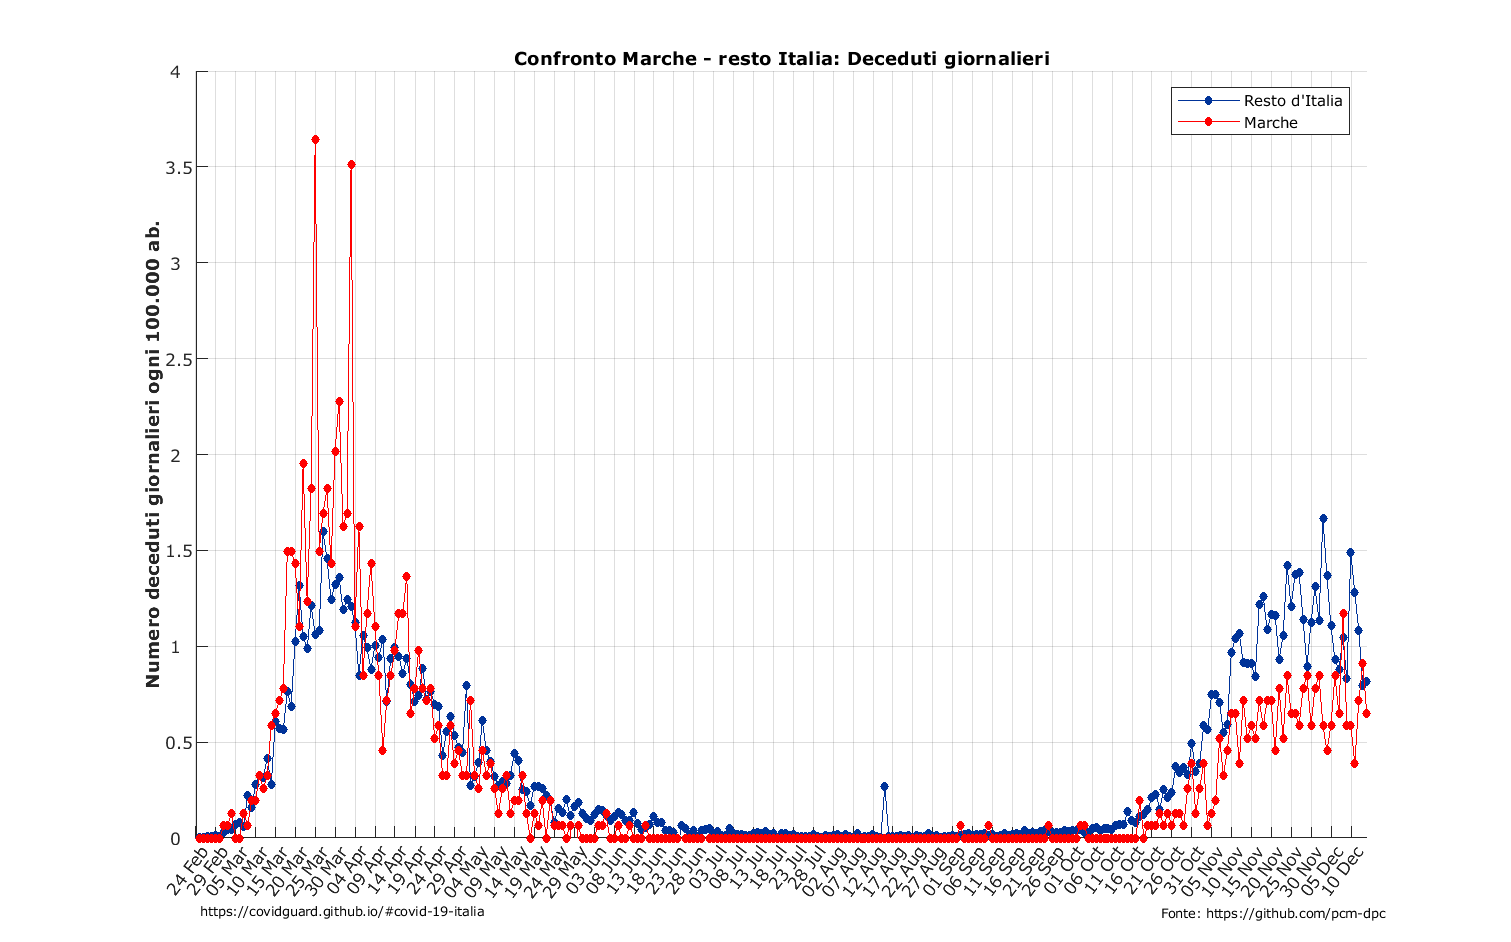 Confronto Marche - resto Italia: Deceduti giornalieri
Resto d'Italia
Marche
Numero deceduti giornalieri ogni 100.000 ab.
4
3.5
3
2.5
2
1.5
1
0.5
0
24 Feb
29 Feb
05 Mar
10 Mar
15 Mar
20 Mar
25 Mar
30 Mar
04 Apr
09 Apr
14 Apr
19 Apr
24 Apr
29 Apr
04 May
09 May
14 May
19 May
24 May
29 May
03 Jun
08 Jun
13 Jun
18 Jun
23 Jun
28 Jun
03 Jul
08 Jul
13 Jul
18 Jul
23 Jul
28 Jul
02 Aug
07 Aug
12 Aug
17 Aug
22 Aug
27 Aug
01 Sep
06 Sep
11 Sep
16 Sep
21 Sep
26 Sep
01 Oct
06 Oct
11 Oct
16 Oct
21 Oct
26 Oct
31 Oct
05 Nov
10 Nov
15 Nov
20 Nov
25 Nov
30 Nov
05 Dec
10 Dec
https://covidguard.github.io/#covid-19-italia
Fonte: https://github.com/pcm-dpc